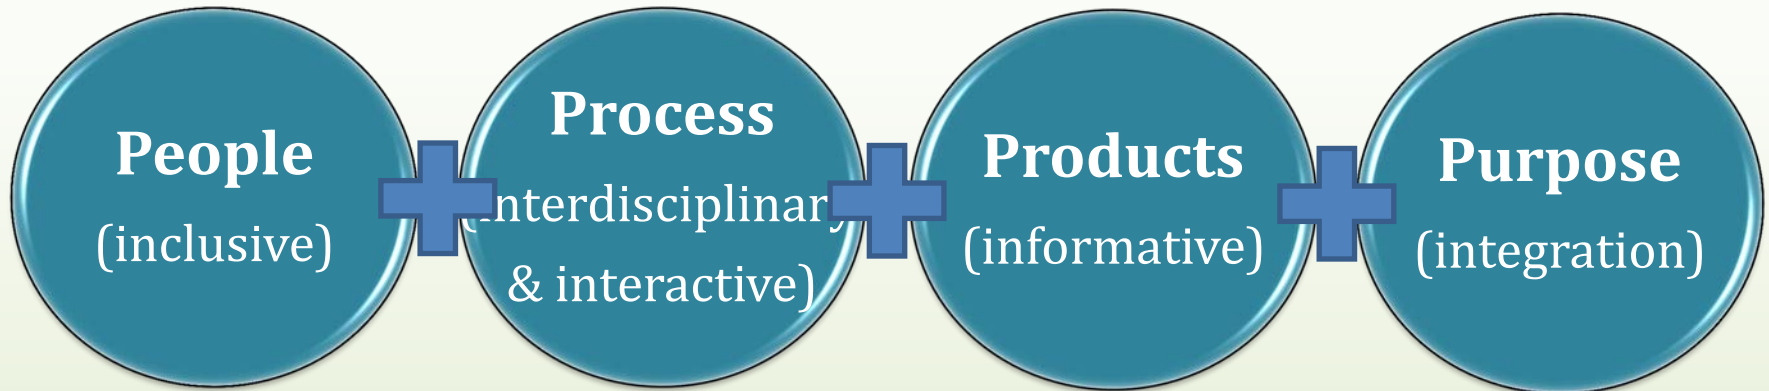 People
(inclusive)
Process
(interdisciplinary
& interactive)
Products
(informative)
Purpose
(integration)